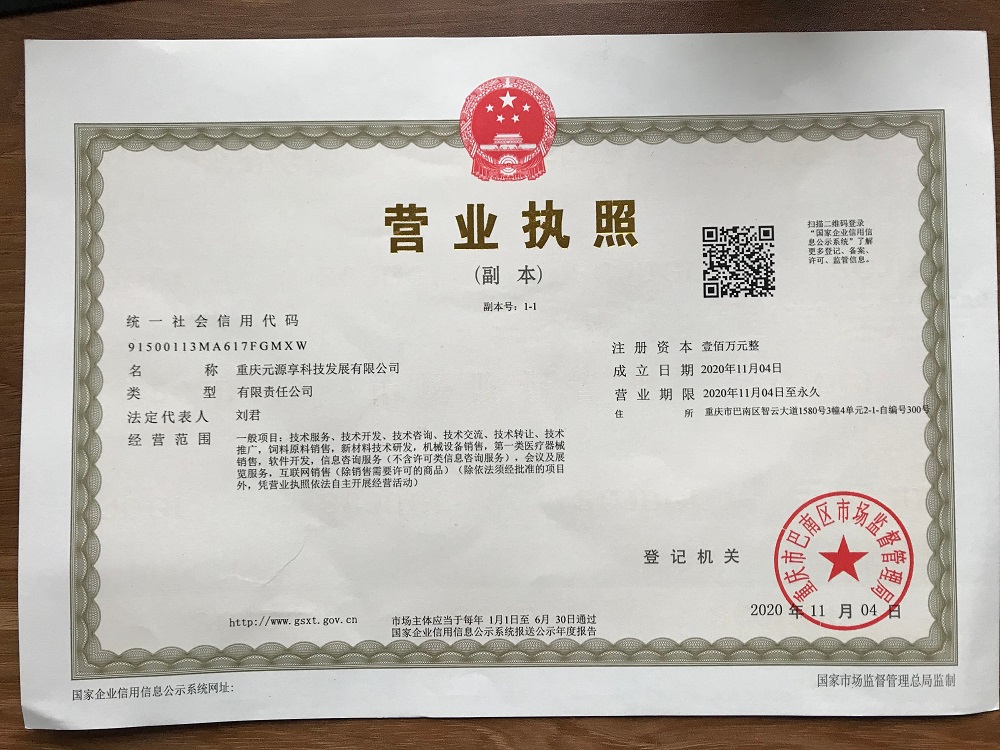 营业执照
(副 本)
副本号：1-1
扫描二维码登录
“国家企业信用信
息公示系统”了解
更多登记、备案、
许可、监管信息。
统一社会信用代码
91500113MA617FGMXW
名 称 重庆元源享科技发展有限公司
类 型 有限责任公司
法定代表人 刘君
经营范围 一般项目：技术服务、技术开发、技术咨询、技术交流、技术转让、技术
推广，饲料原料销售，新材料技术研发，机械设备销售，第一类医疗器械
销售，软件开发，信息咨询服务（不含许可类信息咨询服务），会议及展
览服务，互联网销售（除销售需要许可的商品）（除依法须经批准的项目
外，凭营业执照依法自主开展经营活动）
注册资本 壹佰万元整
成立日期 2020年11月04日
营业期限 2020年11月04日至永久
住 所 重庆市巴南区智云大道1580号3幢4单元2-1-自编号300号
登记机关
重庆市巴南区市场监督管理局
2020 年 11 月 04 日
http://www.gsxt.gov.cn
市场主体应当于每年 1月1日至 6月 30日通过
国家企业信用信息公示系统报送公示年度报告
国家企业信用信息公示系统网址：
国家市场监督管理总局监制